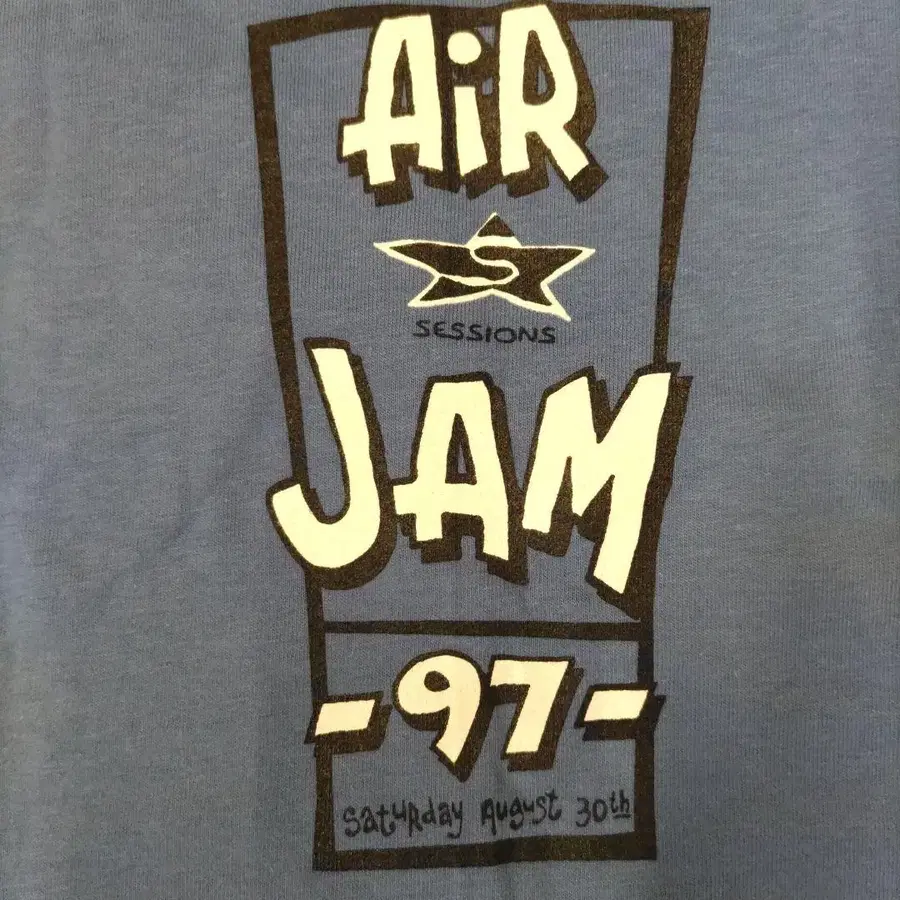 AiR
S
SESSIONS
JAM
-97-
Saturday August 30th